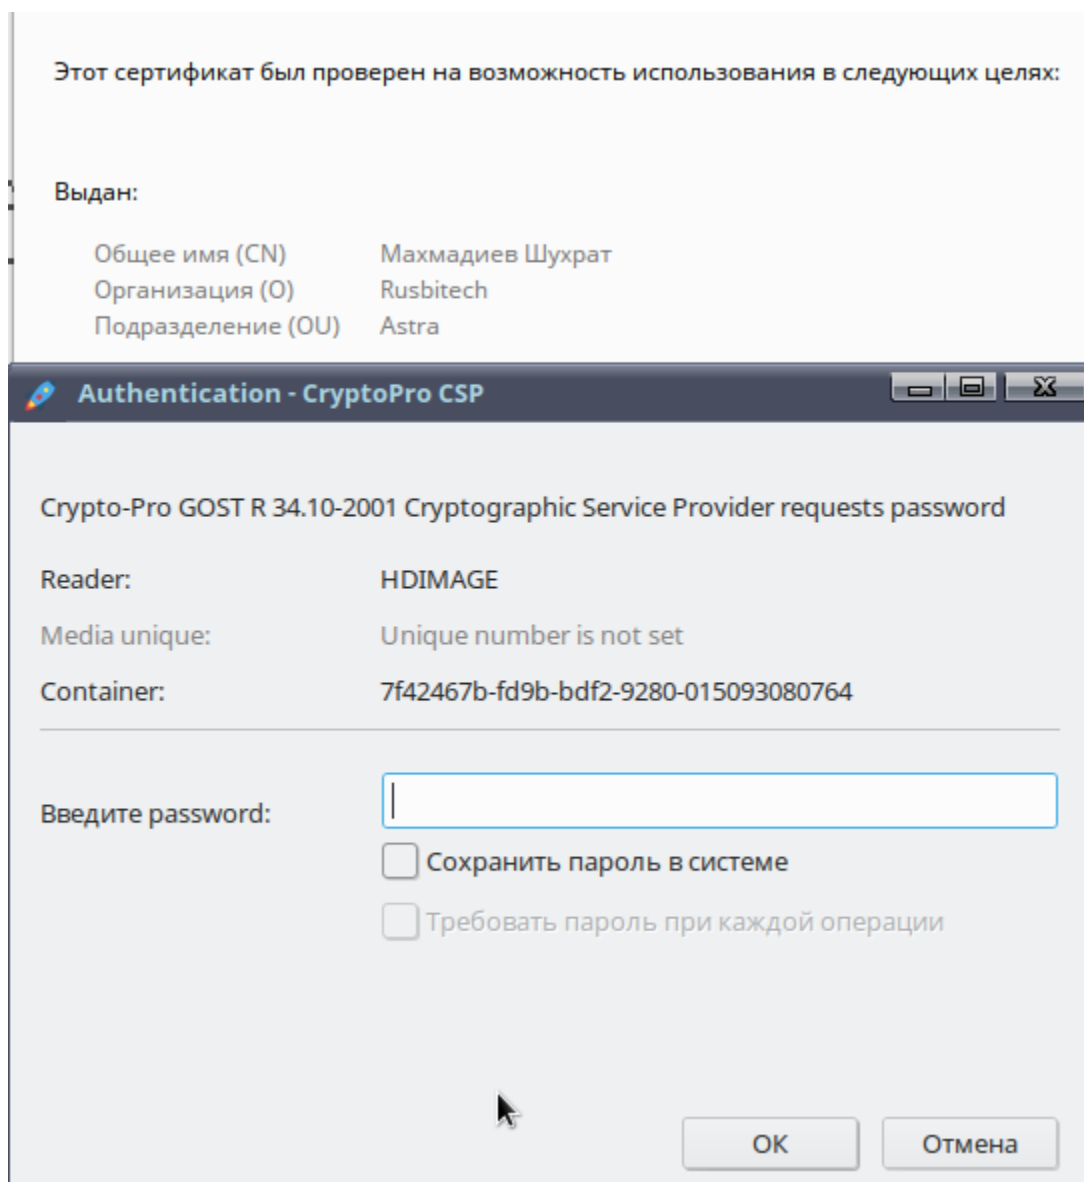 Этот сертификат был проверен на возможность использования в следующих целях:
Выдан:
Общее имя (CN) Махмадиев Шухрат
Организация (O) Rusbitech
Подразделение (OU) Astra
Authentication - CryptoPro CSP
Crypto-Pro GOST R 34.10-2001 Cryptographic Service Provider requests password
Reader: HDIMAGE
Media unique: Unique number is not set
Container: 7f42467b-fd9b-bdf2-9280-015093080764
Введите password:
Сохранить пароль в системе
Требовать пароль при каждой операции
ОК Отмена